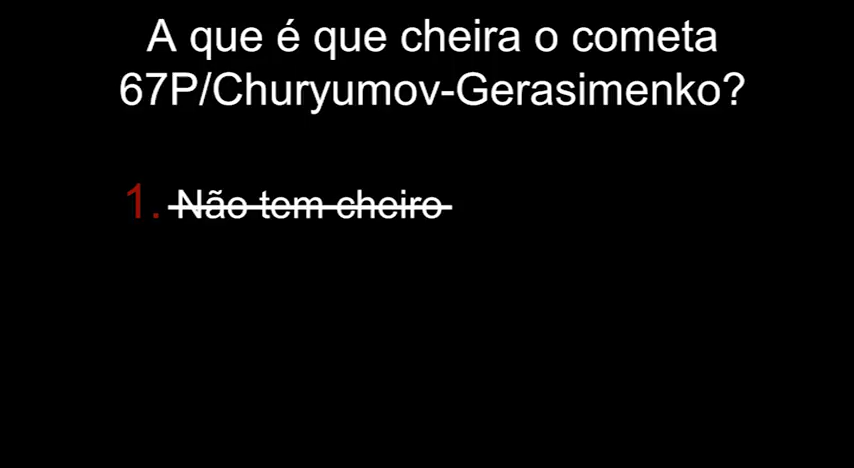 A que é que cheira o cometa
67P/Churyumov-Gerasimenko?
1. Não tem cheiro